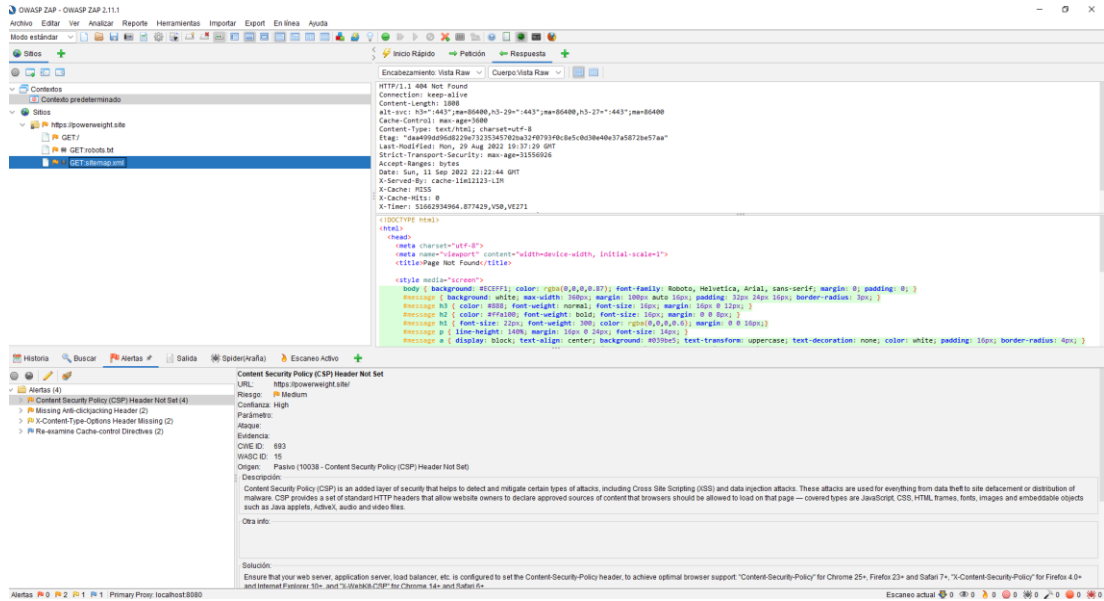 OWASP ZAP - OWASP ZAP 2.11.1
Archivo Editar Ver Analizar Reporte Herramientas Importar Export En línea Ayuda
Modo estándar
Sitios
Inicio Rápido Petición Respuesta
Encabezamiento: Vista Raw Cuerpo:Vista Raw
Contextos
Contexto predeterminado
Sitios
https://powerweight.site
GET:/
GET:robots.txt
GET:sitemap.xml
HTTP/1.1 404 Not Found
Connection: keep-alive
Content-Length: 1808
alt-svc: h3=":443";ma=86400,h3-29=":443";ma=86400,h3-27=":443";ma=86400
Cache-Control: max-age=3600
Content-Type: text/html; charset=utf-8
Etag: "daa499dd96d8229e73235345702ba32f0793f0c8e5c0d30e40e37a5872be57aa"
Last-Modified: Mon, 29 Aug 2022 19:37:29 GMT
Strict-Transport-Security: max-age=31556926
Accept-Ranges: bytes
Date: Sun, 11 Sep 2022 22:22:44 GMT
X-Served-By: cache-lim12123-LIM
X-Cache: MISS
X-Cache-Hits: 0
X-Timer: S1662934964.877429,VS0,VE271
<!DOCTYPE html>
<html>
<head>
<meta charset="utf-8">
<meta name="viewport" content="width=device-width, initial-scale=1">
<title>Page Not Found</title>
<style media="screen">
body { background: #ECEFF1; color: rgba(0,0,0,0.87); font-family: Roboto, Helvetica, Arial, sans-serif; margin: 0; padding: 0; }
#message { background: white; max-width: 360px; margin: 100px auto 16px; padding: 32px 24px 16px; border-radius: 3px; }
#message h3 { color: #888; font-weight: normal; font-size: 16px; margin: 16px 0 12px; }
#message h2 { color: #ffa100; font-weight: bold; font-size: 16px; margin: 0 0 8px; }
#message h1 { font-size: 22px; font-weight: 300; color: rgba(0,0,0,0.6); margin: 0 0 16px;}
#message p { line-height: 140%; margin: 16px 0 24px; font-size: 14px; }
#message a { display: block; text-align: center; background: #039be5; text-transform: uppercase; text-decoration: none; color: white; padding: 16px; border-radius: 4px; }
Historia Buscar Alertas Salida Spider(Araña) Escaneo Activo
Alertas (4)
Content Security Policy (CSP) Header Not Set (4)
Missing Anti-clickjacking Header (2)
X-Content-Type-Options Header Missing (2)
Re-examine Cache-control Directives (2)
Content Security Policy (CSP) Header Not Set
URL: https://powerweight.site/
Riesgo: Medium
Confianza: High
Parámetro:
Ataque:
Evidencia:
CWE ID: 693
WASC ID: 15
Origen: Pasivo (10038 - Content Security Policy (CSP) Header Not Set)
Descripción:
Content Security Policy (CSP) is an added layer of security that helps to detect and mitigate certain types of attacks, including Cross Site Scripting (XSS) and data injection attacks. These attacks are used for everything from data theft to site defacement or distribution of
malware. CSP provides a set of standard HTTP headers that allow website owners to declare approved sources of content that browsers should be allowed to load on that page — covered types are JavaScript, CSS, HTML frames, fonts, images and embeddable objects
such as Java applets, ActiveX, audio and video files.
Otra info:
Solución:
Ensure that your web server, application server, load balancer, etc. is configured to set the Content-Security-Policy header, to achieve optimal browser support: "Content-Security-Policy" for Chrome 25+, Firefox 23+ and Safari 7+, "X-Content-Security-Policy" for Firefox 4.0+
and Internet Explorer 10+, and "X-WebKit-CSP" for Chrome 14+ and Safari 6+.
Alertas 0 2 1 1 Primary Proxy: localhost:8080
Escaneo actual 0 0 0 0 0 0 0 0